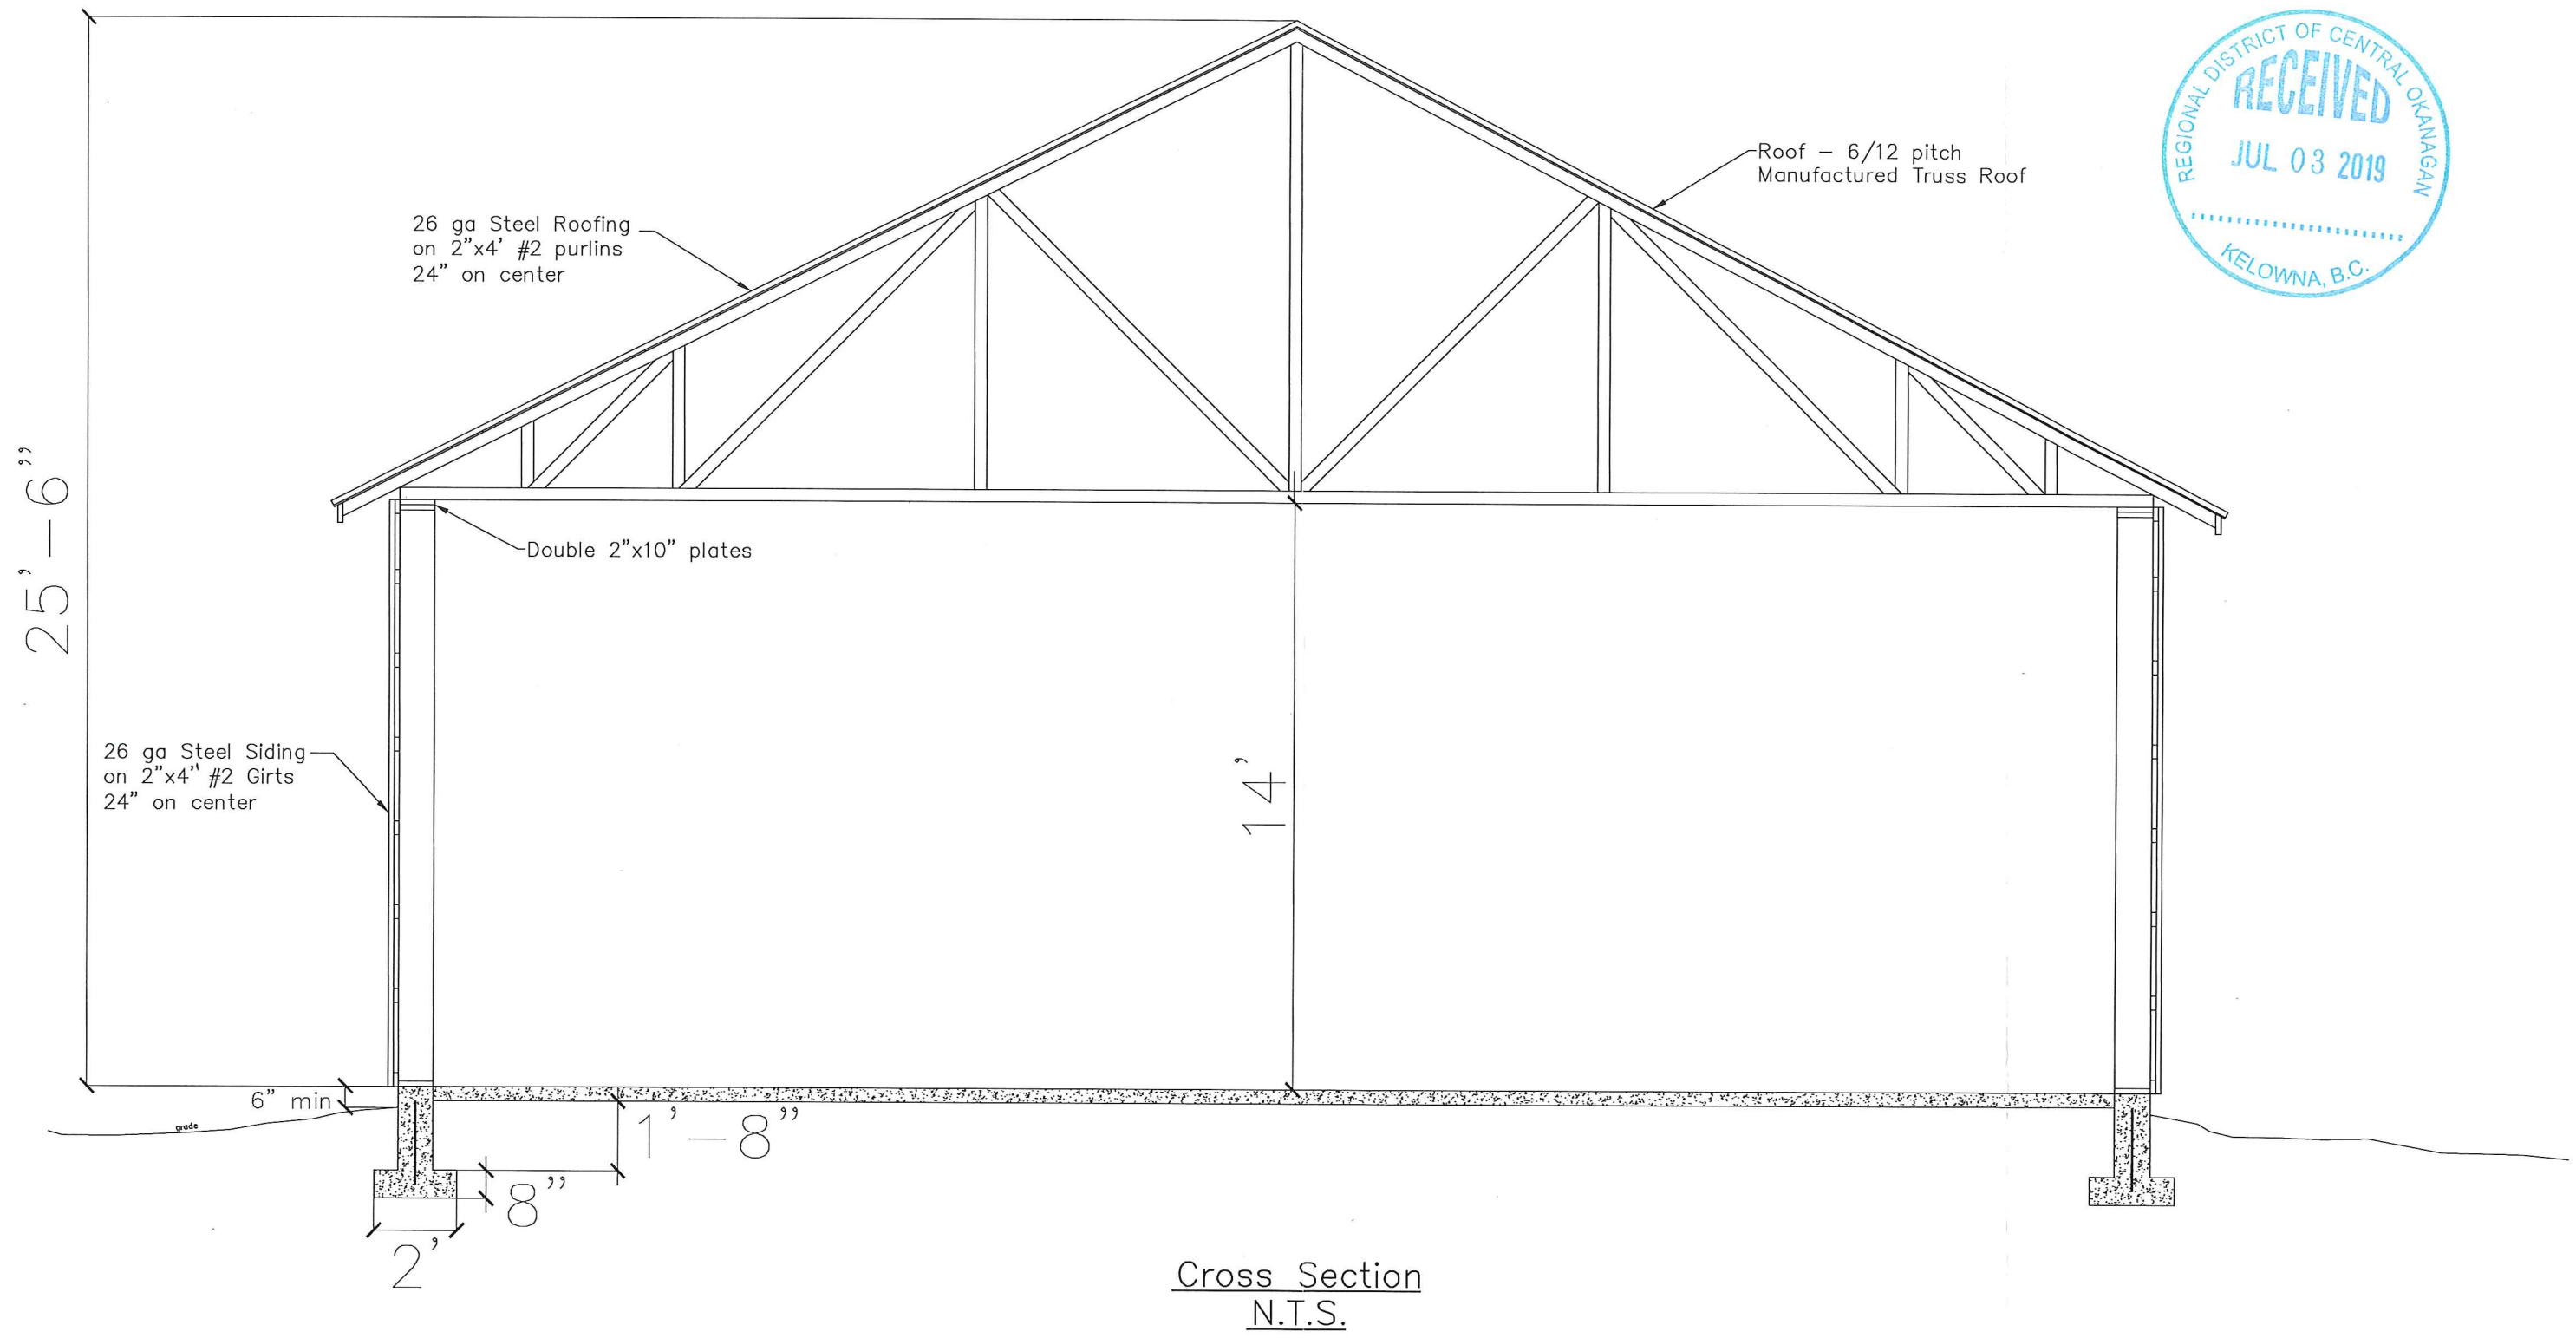 REGIONAL DISTRICT OF CENTRAL OKANAGAN
RECEIVED
JUL 03 2019
KELOWNA, B.C.
Roof – 6/12 pitch
Manufactured Truss Roof
26 ga Steel Roofing
on 2"x4' #2 purlins
24" on center
25'–6"
Double 2"x10" plates
26 ga Steel Siding
on 2"x4" #2 Girts
24" on center
14'
6" min
grade
1'–8"
8"
2'
Cross Section
N.T.S.